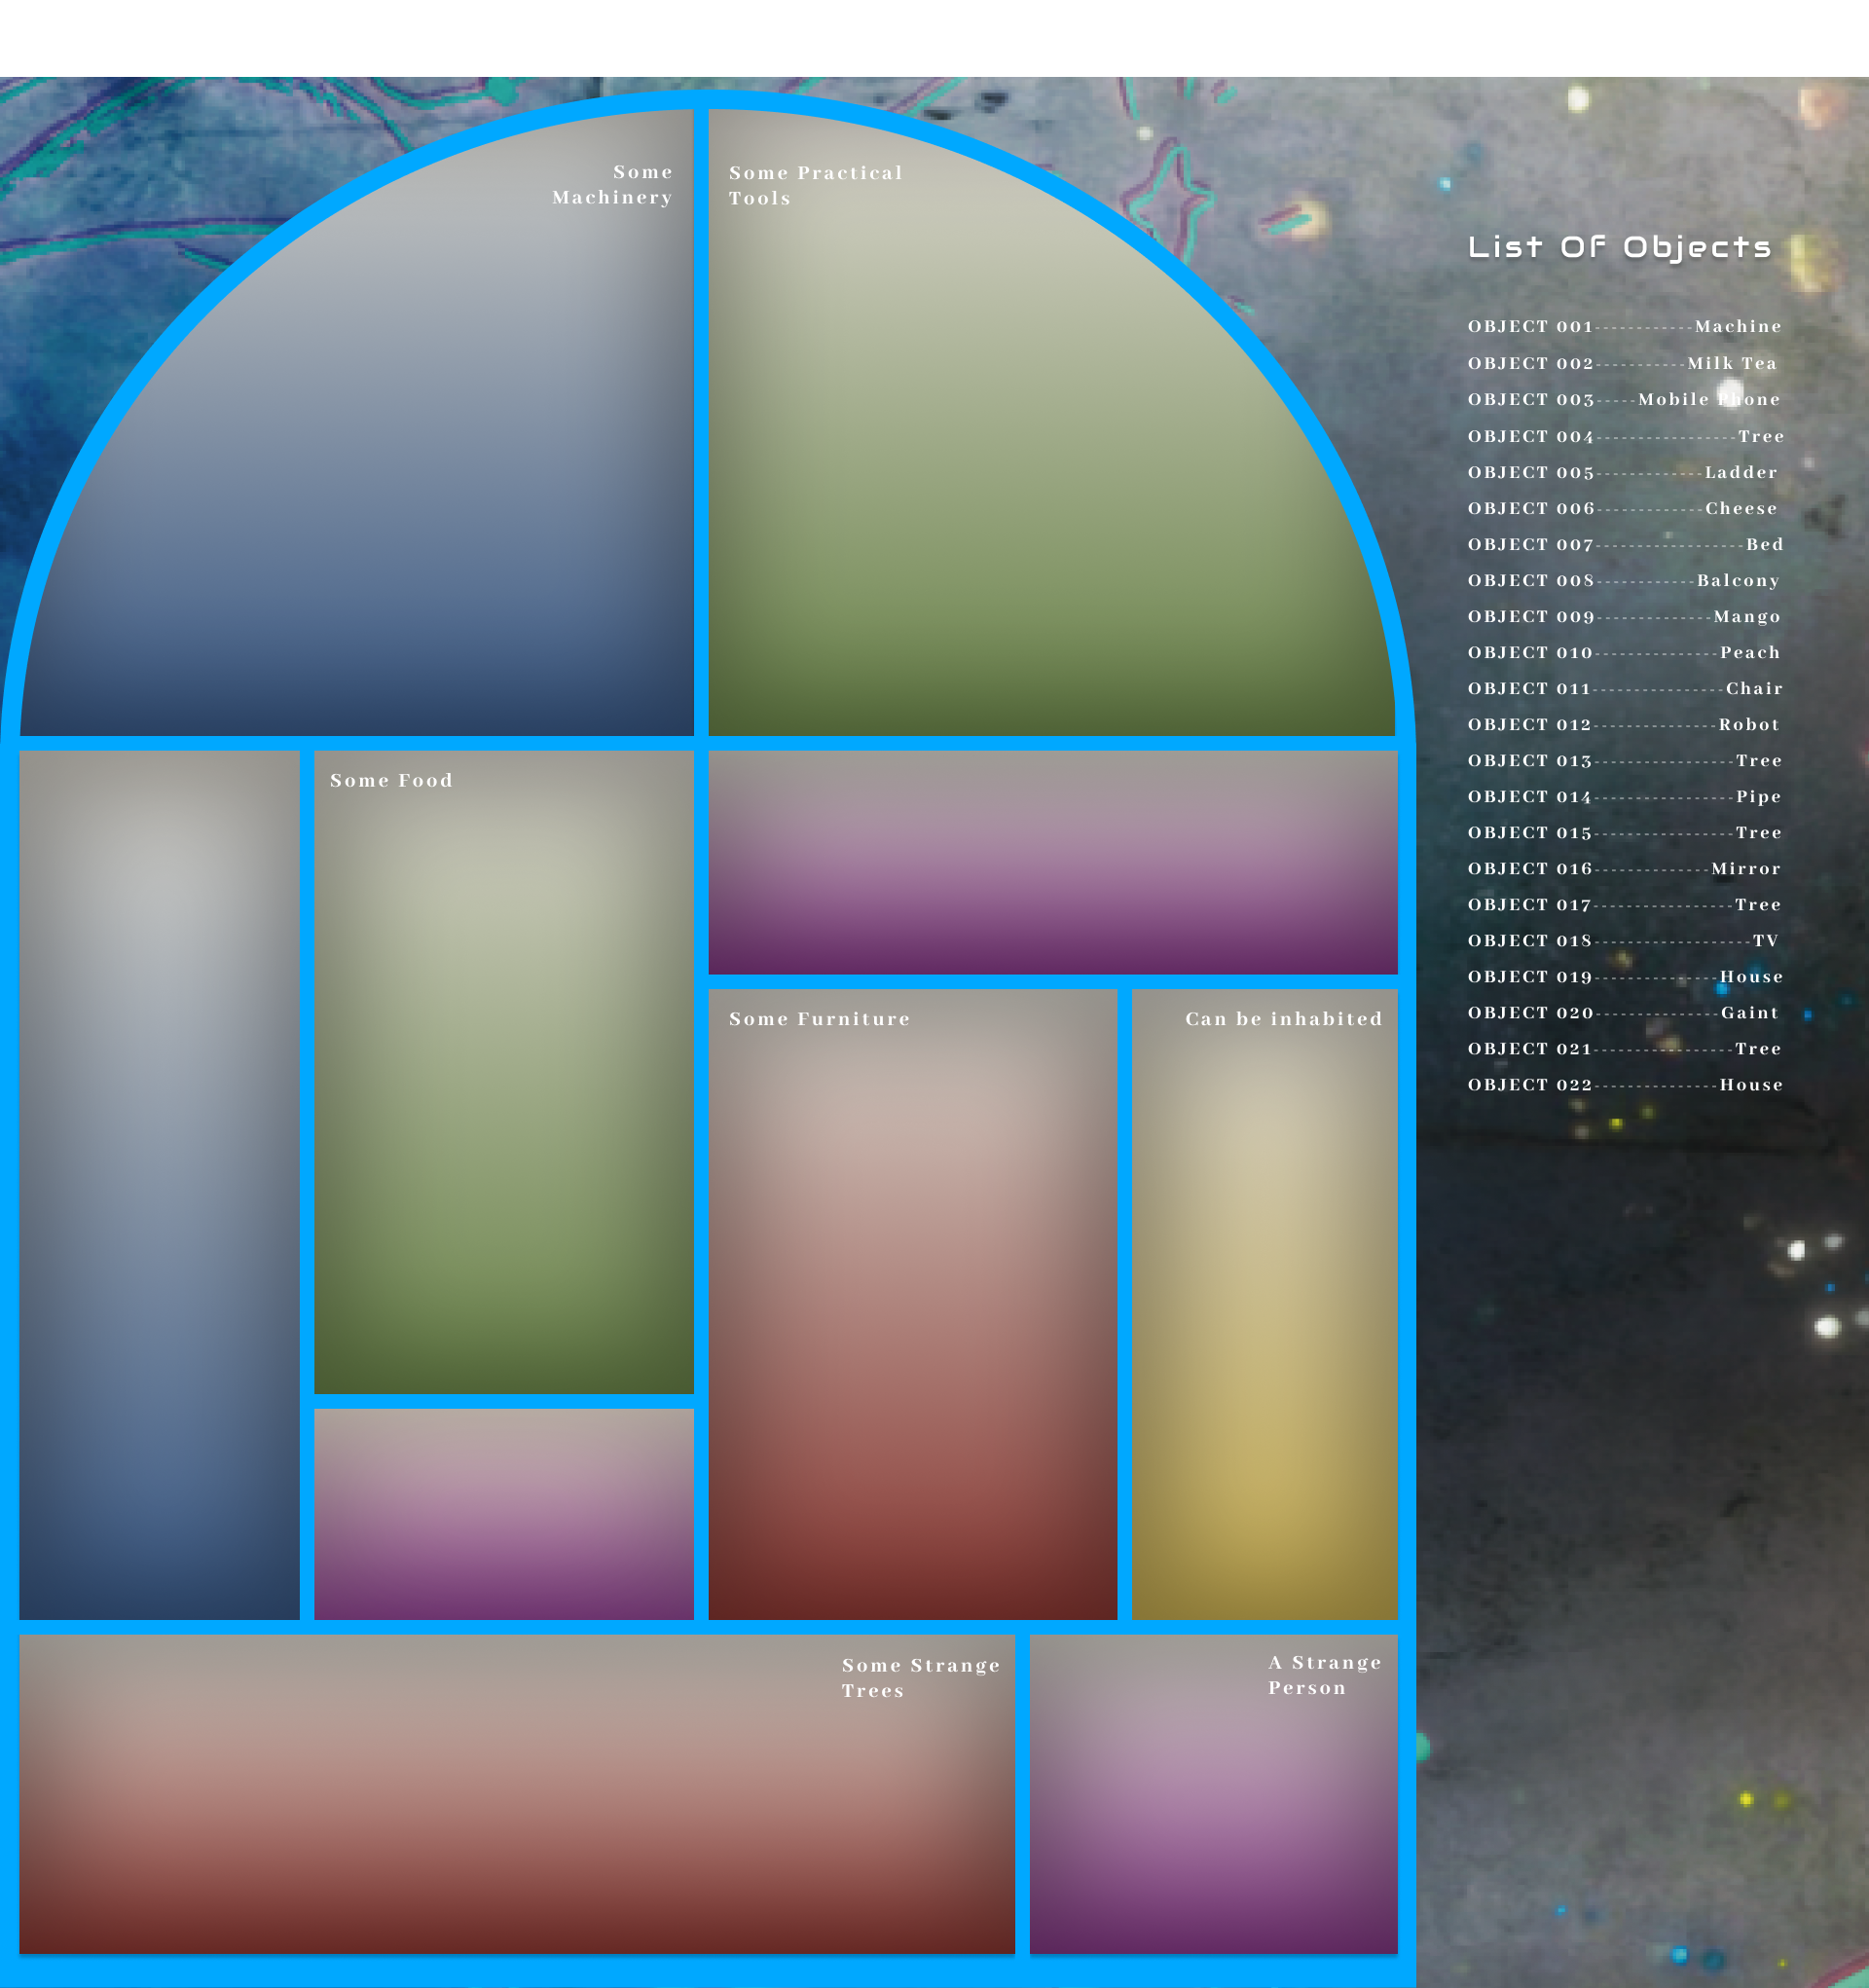 Some
Machinery
Some Practical
Tools
Some Food
Some Furniture
Can be inhabited
Some Strange
Trees
A Strange
Person
List Of Objects
OBJECT 001------------Machine
OBJECT 002-----------Milk Tea
OBJECT 003-----Mobile Phone
OBJECT 004-----------------Tree
OBJECT 005-------------Ladder
OBJECT 006-------------Cheese
OBJECT 007------------------Bed
OBJECT 008------------Balcony
OBJECT 009--------------Mango
OBJECT 010---------------Peach
OBJECT 011----------------Chair
OBJECT 012---------------Robot
OBJECT 013-----------------Tree
OBJECT 014-----------------Pipe
OBJECT 015-----------------Tree
OBJECT 016--------------Mirror
OBJECT 017-----------------Tree
OBJECT 018-------------------TV
OBJECT 019---------------House
OBJECT 020---------------Gaint
OBJECT 021-----------------Tree
OBJECT 022---------------House